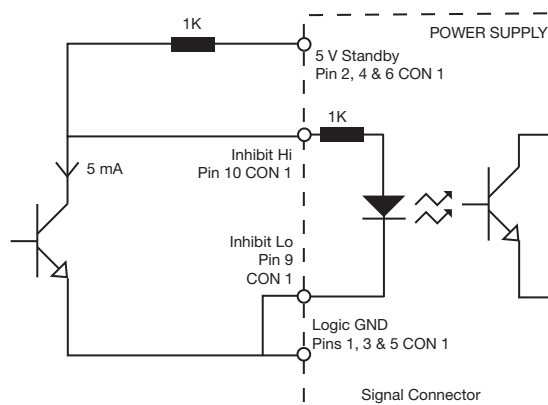 1K
POWER SUPPLY
5 V Standby
Pin 2, 4 & 6 CON 1
1K
Inhibit Hi
Pin 10 CON 1
5 mA
Inhibit Lo
Pin 9
CON 1
Logic GND
Pins 1, 3 & 5 CON 1
Signal Connector